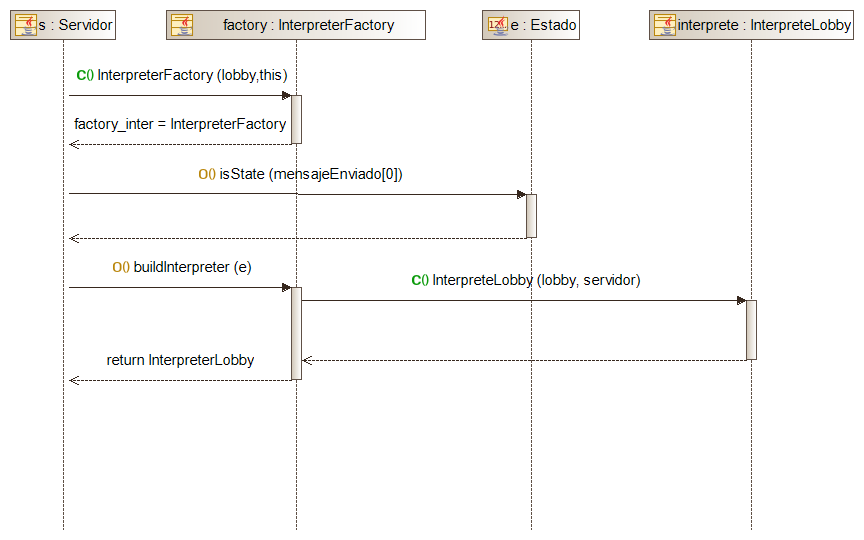 s : Servidor
factory : InterpreterFactory
e : Estado
interprete : InterpreteLobby
C() InterpreterFactory (lobby,this)
factory_inter = InterpreterFactory
O() isState (mensajeEnviado[0])
O() buildInterpreter (e)
C() InterpreteLobby (lobby, servidor)
return InterpreterLobby